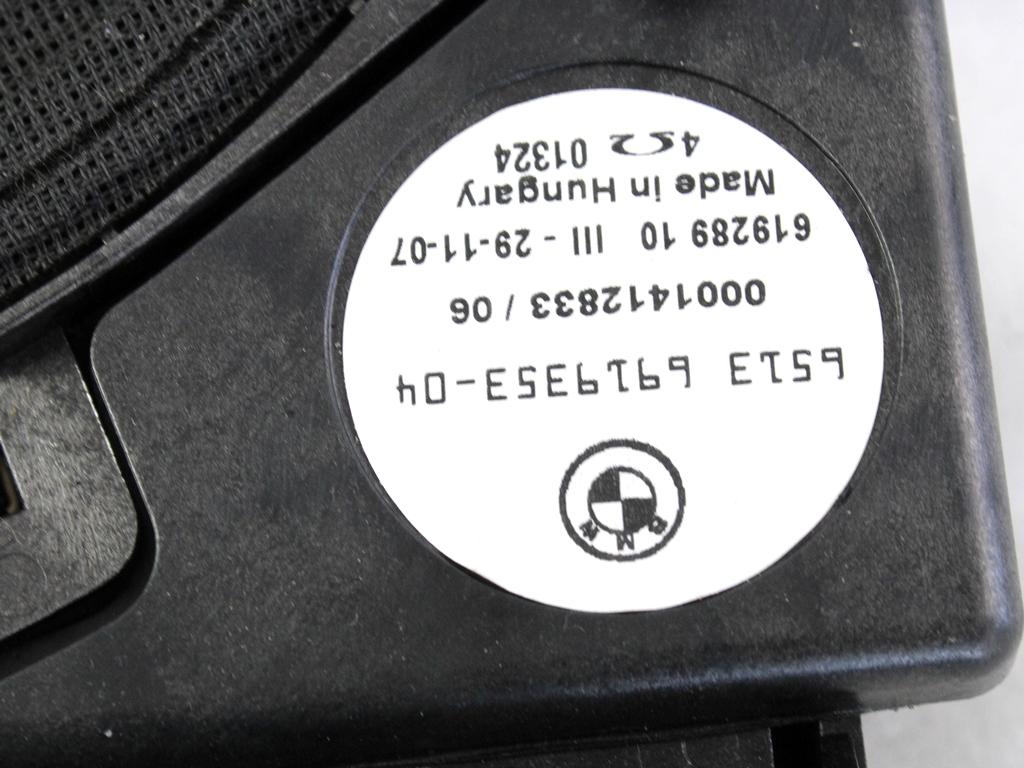 BMW
6513 6919353-04
0001412833 / 06
619289 10 III - 29-11-07
Made in Hungary
4Ω 01324